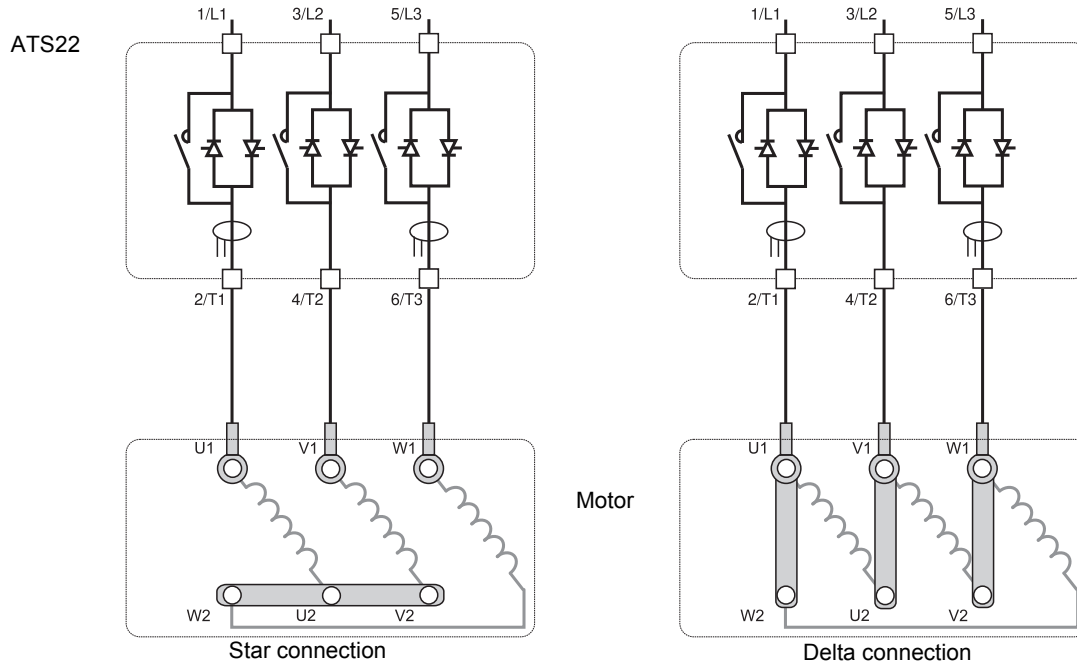 1/L1 3/L2 5/L3 1/L1 3/L2 5/L3
ATS22
2/T1 4/T2 6/T3 2/T1 4/T2 6/T3
U1 V1 W1 U1 V1 W1
Motor
W2 U2 V2 W2 U2 V2
Star connection Delta connection